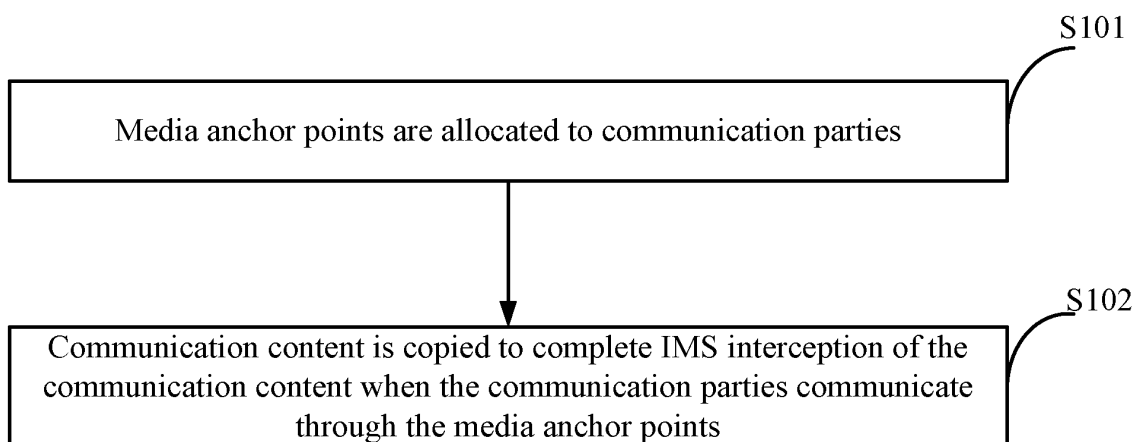 S101
Media anchor points are allocated to communication parties
S102
Communication content is copied to complete IMS interception of the
communication content when the communication parties communicate
through the media anchor points